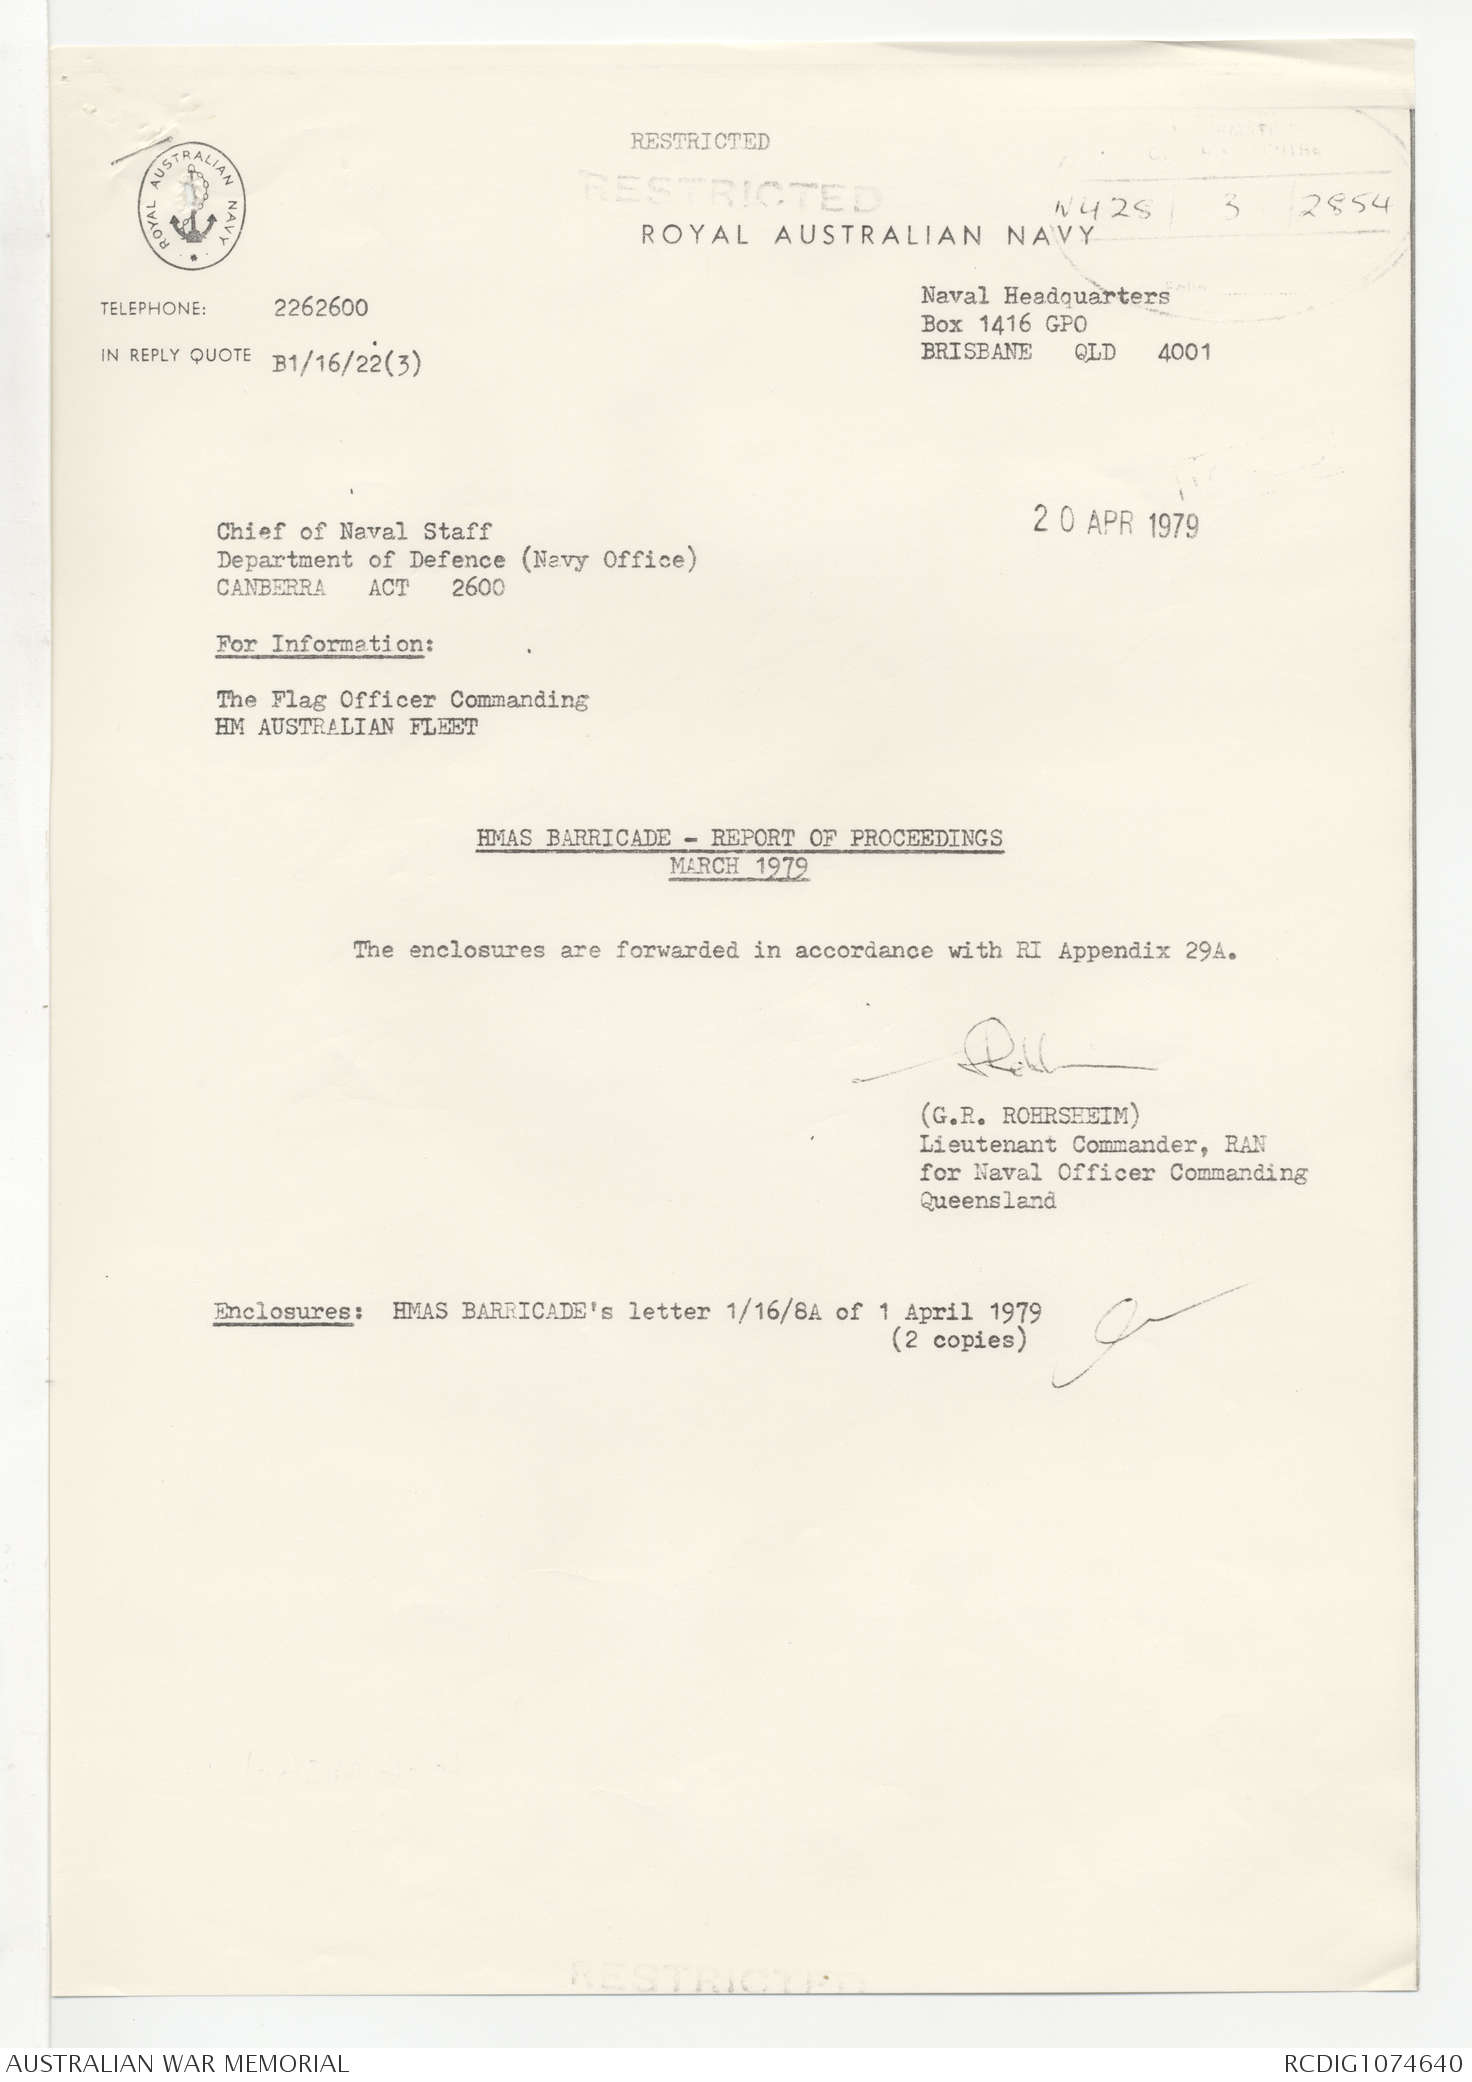 RESTRICTED
RESTRICTED
N428 3 2854
ROYAL AUSTRALIAN NAVY
ROYAL AUSTRALIAN NAVY
Naval Headquarters
Box 1416 GPO
BRISBANE QLD 4001
TELEPHONE: 2262600
IN REPLY QUOTE B1/16/22(3)
20 APR 1979
Chief of Naval Staff
Department of Defence (Navy Office)
CANBERRA ACT 2600
For Information:
The Flag Officer Commanding
HM AUSTRALIAN FLEET
HMAS BARRICADE - REPORT OF PROCEEDINGS
MARCH 1979
The enclosures are forwarded in accordance with RI Appendix 29A.
(G.R. ROHRSHEIM)
Lieutenant Commander, RAN
for Naval Officer Commanding
Queensland
Enclosures: HMAS BARRICADE's letter 1/16/8A of 1 April 1979
(2 copies)
RESTRICTED
AUSTRALIAN WAR MEMORIAL
RCDIG1074640